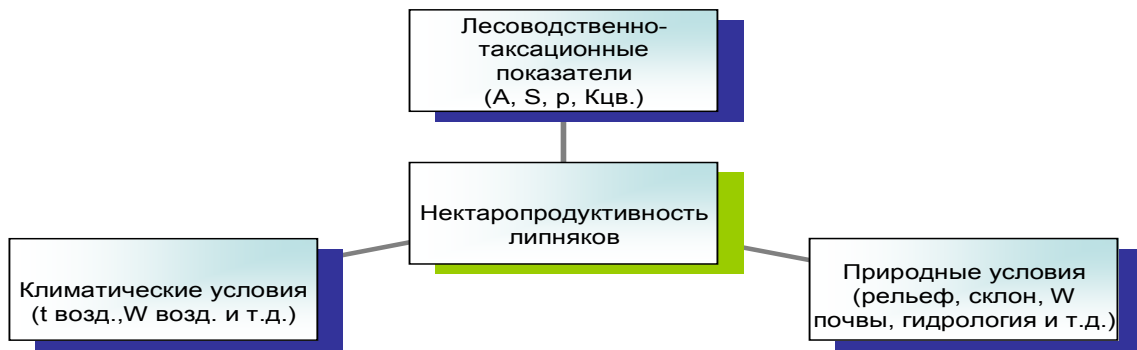 Лесоводственно-
таксационные
показатели
(A, S, p, Кцв.)
Нектаропродуктивность
липняков
Климатические условия
(t возд.,W возд. и т.д.)
Природные условия
(рельеф, склон, W
почвы, гидрология и т.д.)